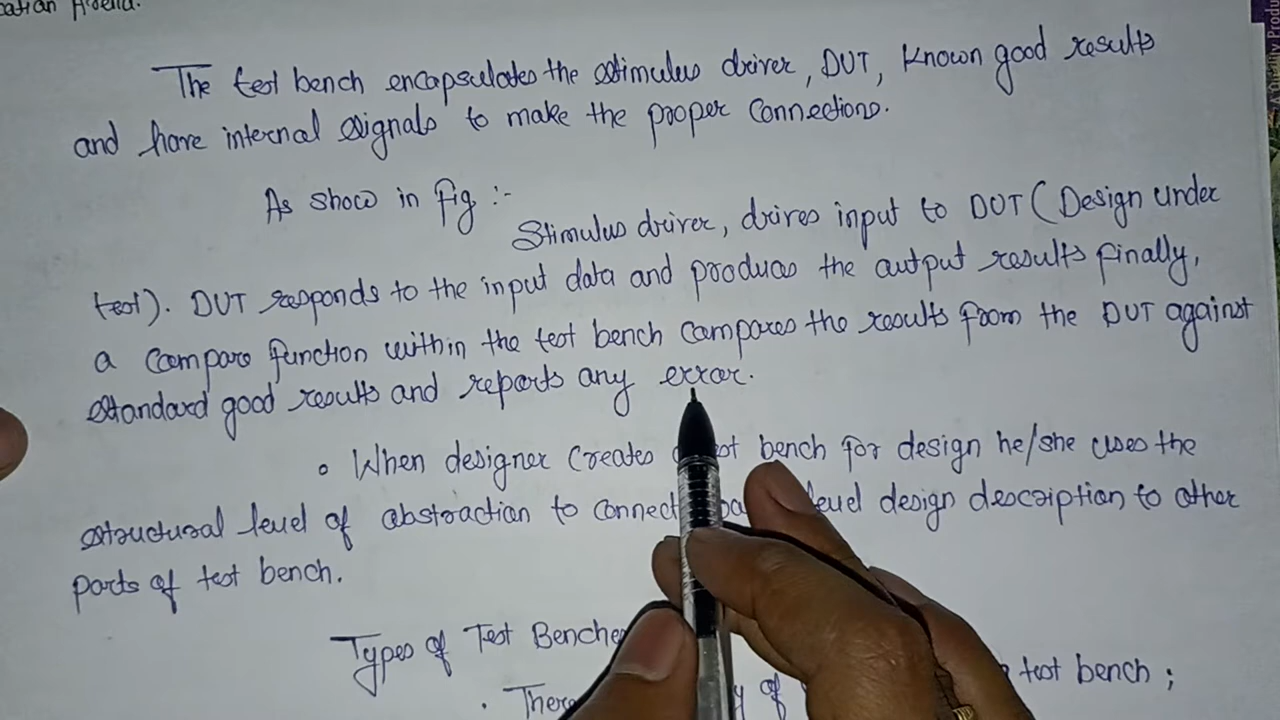 The test bench encapsulates the stimulus driver, DUT, known good results
and have internal signals to make the proper connections.
As show in fig :-
Stimulus driver, drives input to DUT (Design under
test). DUT responds to the input data and produces the output results finally,
a compare function within the test bench compares the results from the DUT against
standard good results and reports any error.
• When designer creates bench for design he/she uses the
structural level of abstraction to connect level design description to other
parts of test bench.
Types of Test Benche
. There of test bench ;